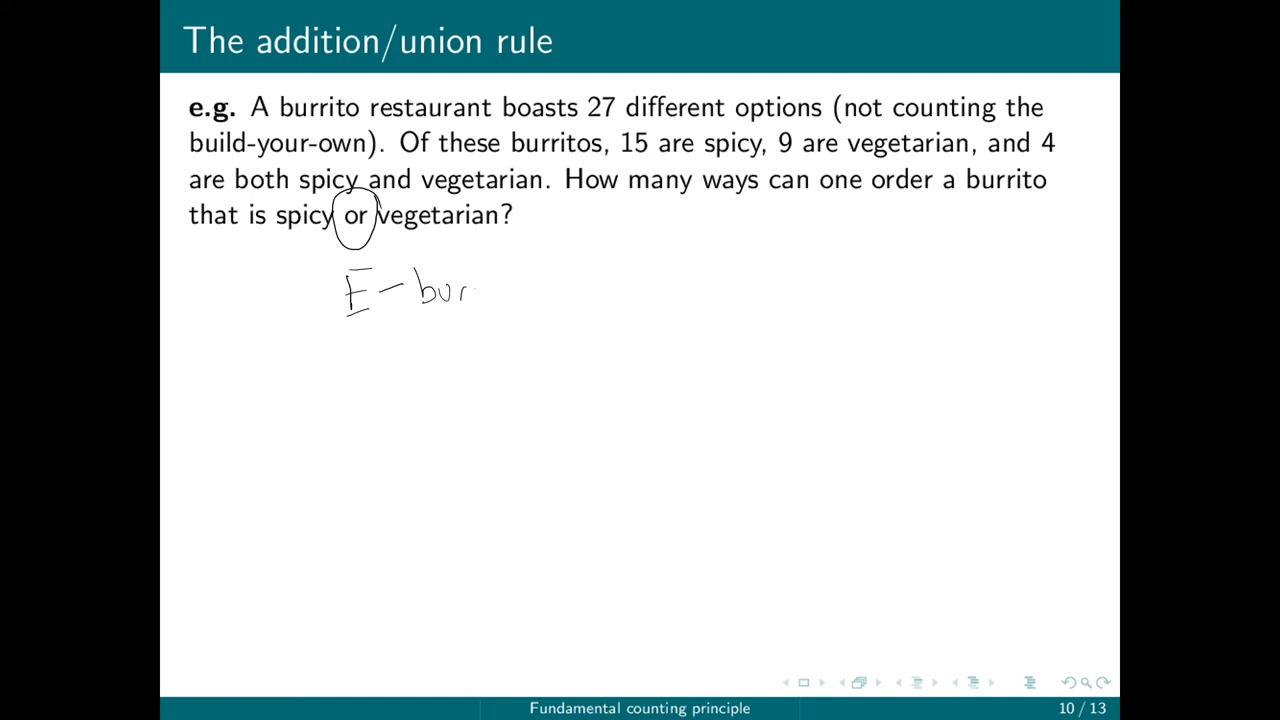 The addition/union rule
e.g. A burrito restaurant boasts 27 different options (not counting the
build-your-own). Of these burritos, 15 are spicy, 9 are vegetarian, and 4
are both spicy and vegetarian. How many ways can one order a burrito
that is spicy or vegetarian?
E - bur
Fundamental counting principle
10 / 13